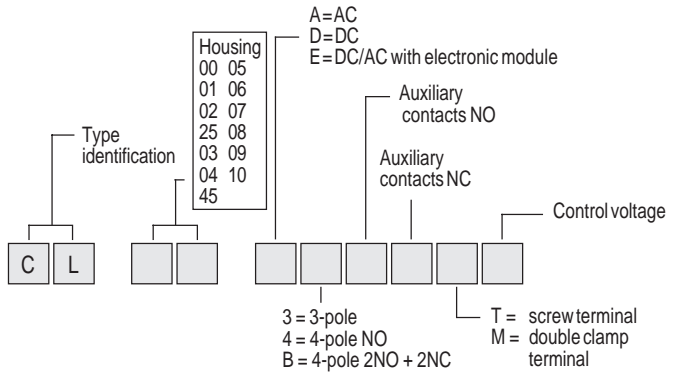 A=AC
D=DC
E=DC/AC with electronic module
Housing
00 05
01 06
02 07
25 08
03 09
04 10
45
Auxiliary
contacts NO
Type
identification
Auxiliary
contacts NC
Control voltage
C L
3 = 3-pole
4 = 4-pole NO
B = 4-pole 2NO + 2NC
T = screw terminal
M = double clamp
terminal